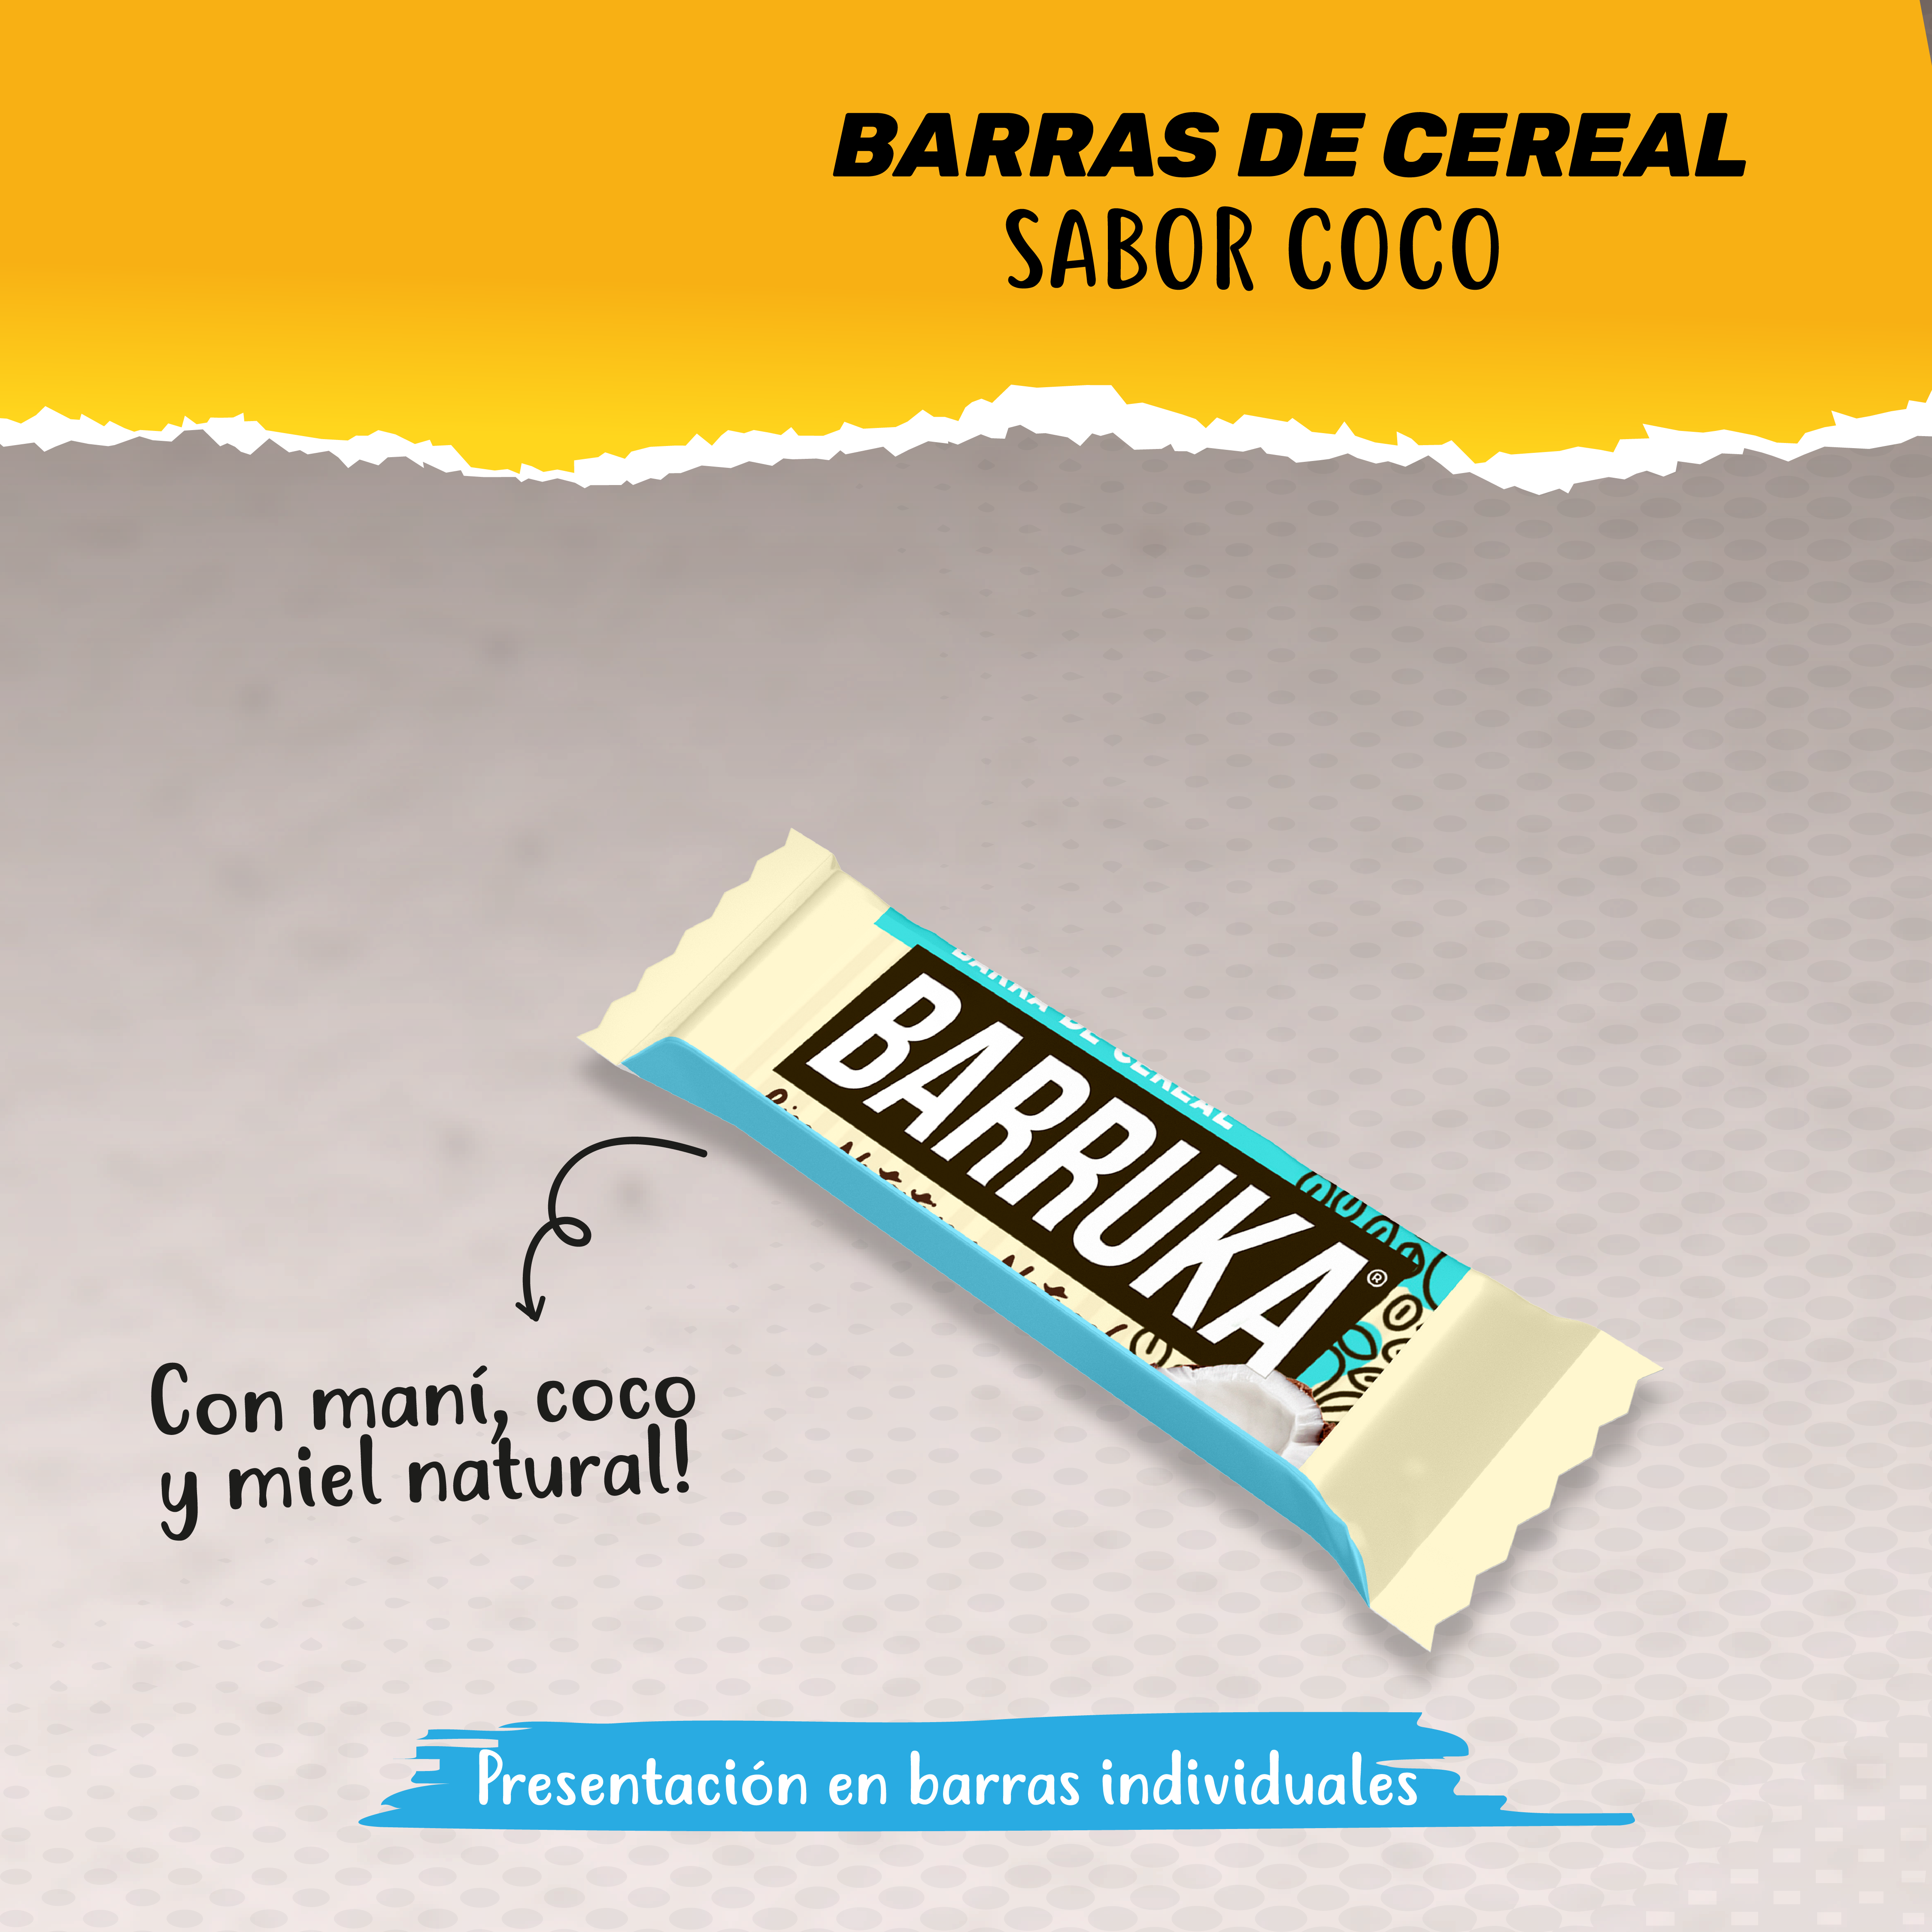 BARRAS DE CEREAL
SABOR COCO
BARRA DE CEREAL
BARRUKA®
Con maní, coco
y miel natural!
Presentación en barras individuales